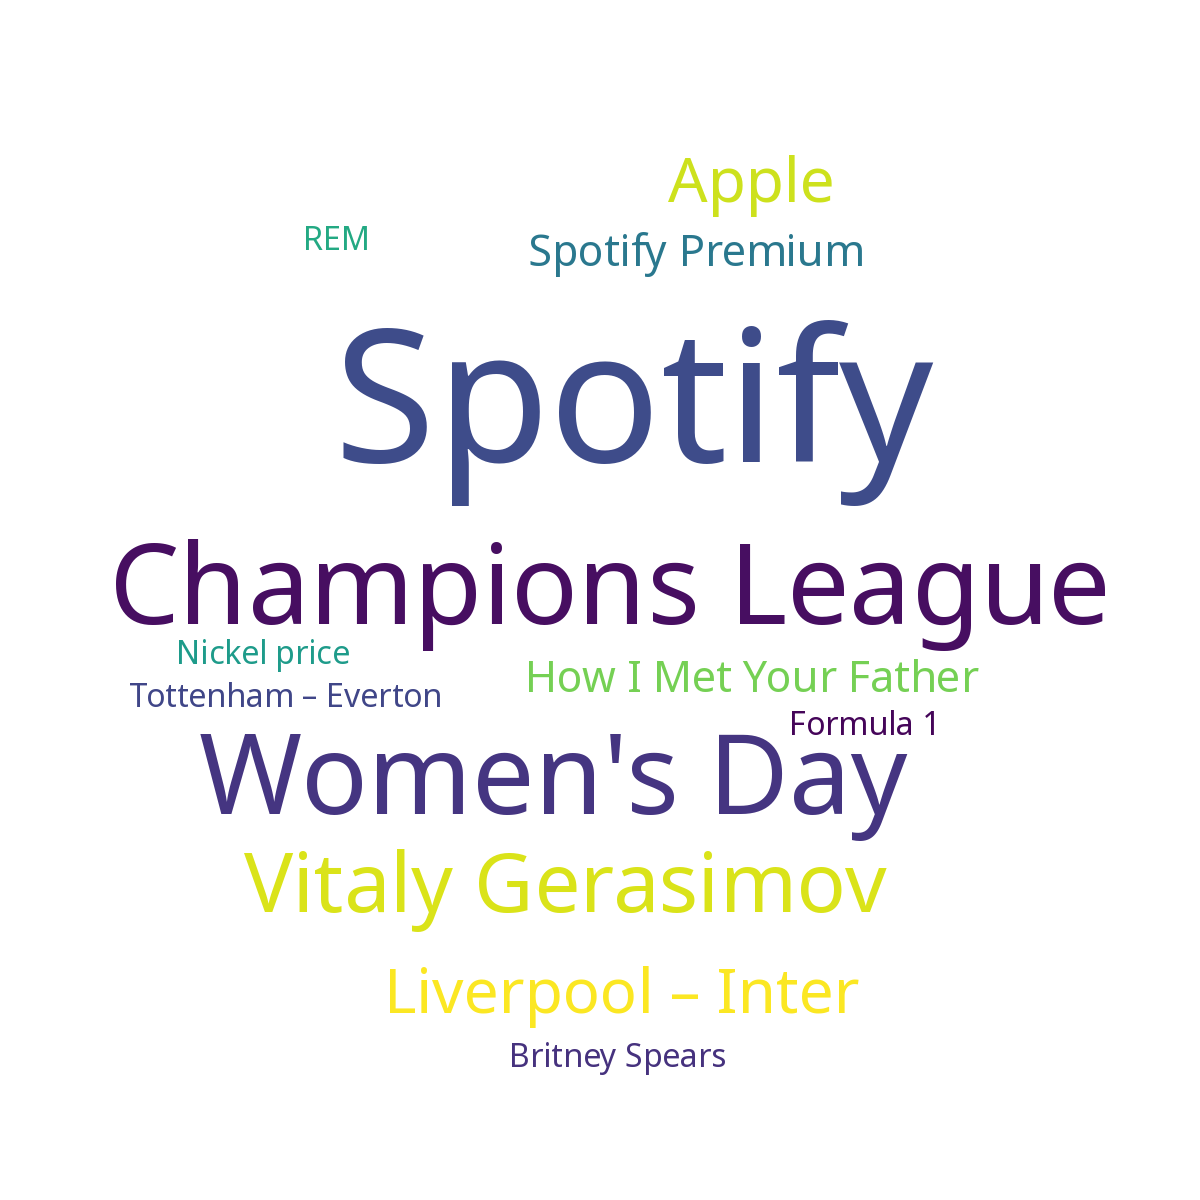 Apple
REM
Spotify Premium
Spotify
Champions League
Nickel price
How I Met Your Father
Tottenham – Everton
Formula 1
Women's Day
Vitaly Gerasimov
Liverpool – Inter
Britney Spears